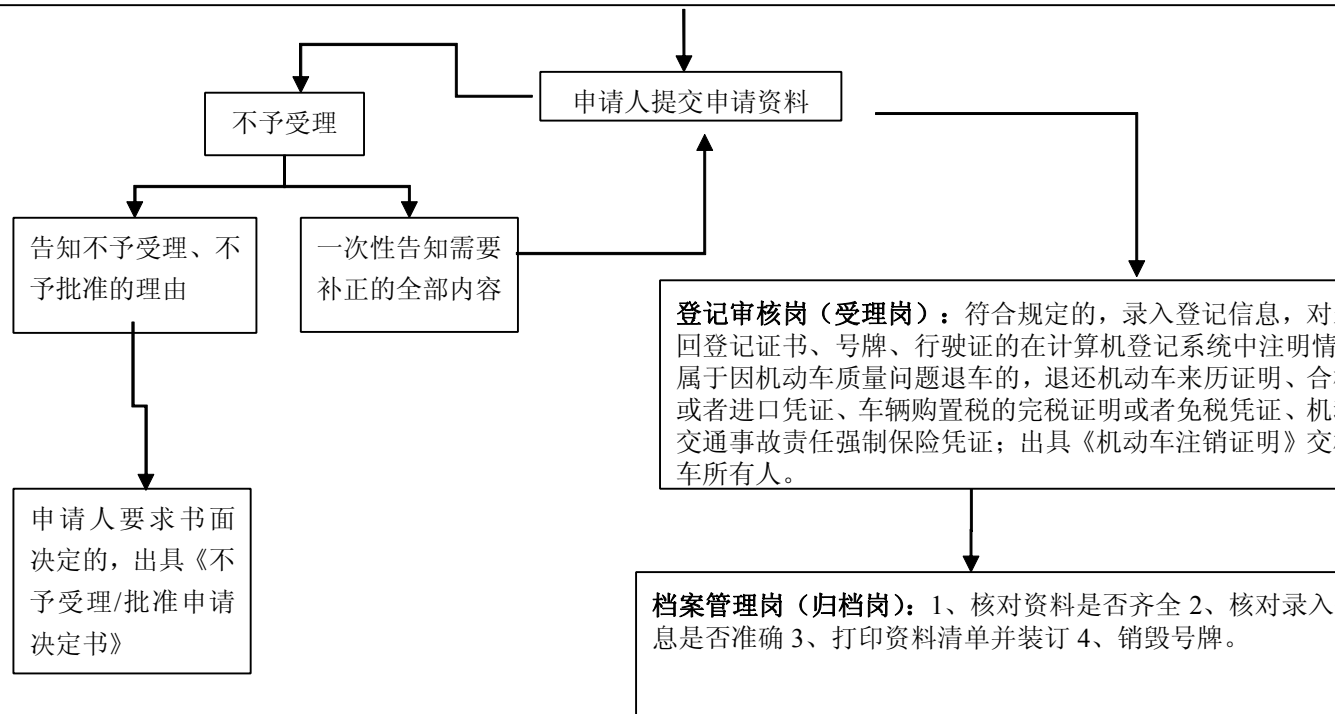 申请人提交申请资料
不予受理
告知不予受理、不
予批准的理由
一次性告知需要
补正的全部内容
登记审核岗（受理岗）：符合规定的，录入登记信息，对
回登记证书、号牌、行驶证的在计算机登记系统中注明情
属于因机动车质量问题退车的，退还机动车来历证明、合
或者进口凭证、车辆购置税的完税证明或者免税凭证、机
交通事故责任强制保险凭证；出具《机动车注销证明》交
车所有人。
申请人要求书面
决定的，出具《不
予受理/批准申请
决定书》
档案管理岗（归档岗）：1、核对资料是否齐全 2、核对录入
息是否准确 3、打印资料清单并装订 4、销毁号牌。